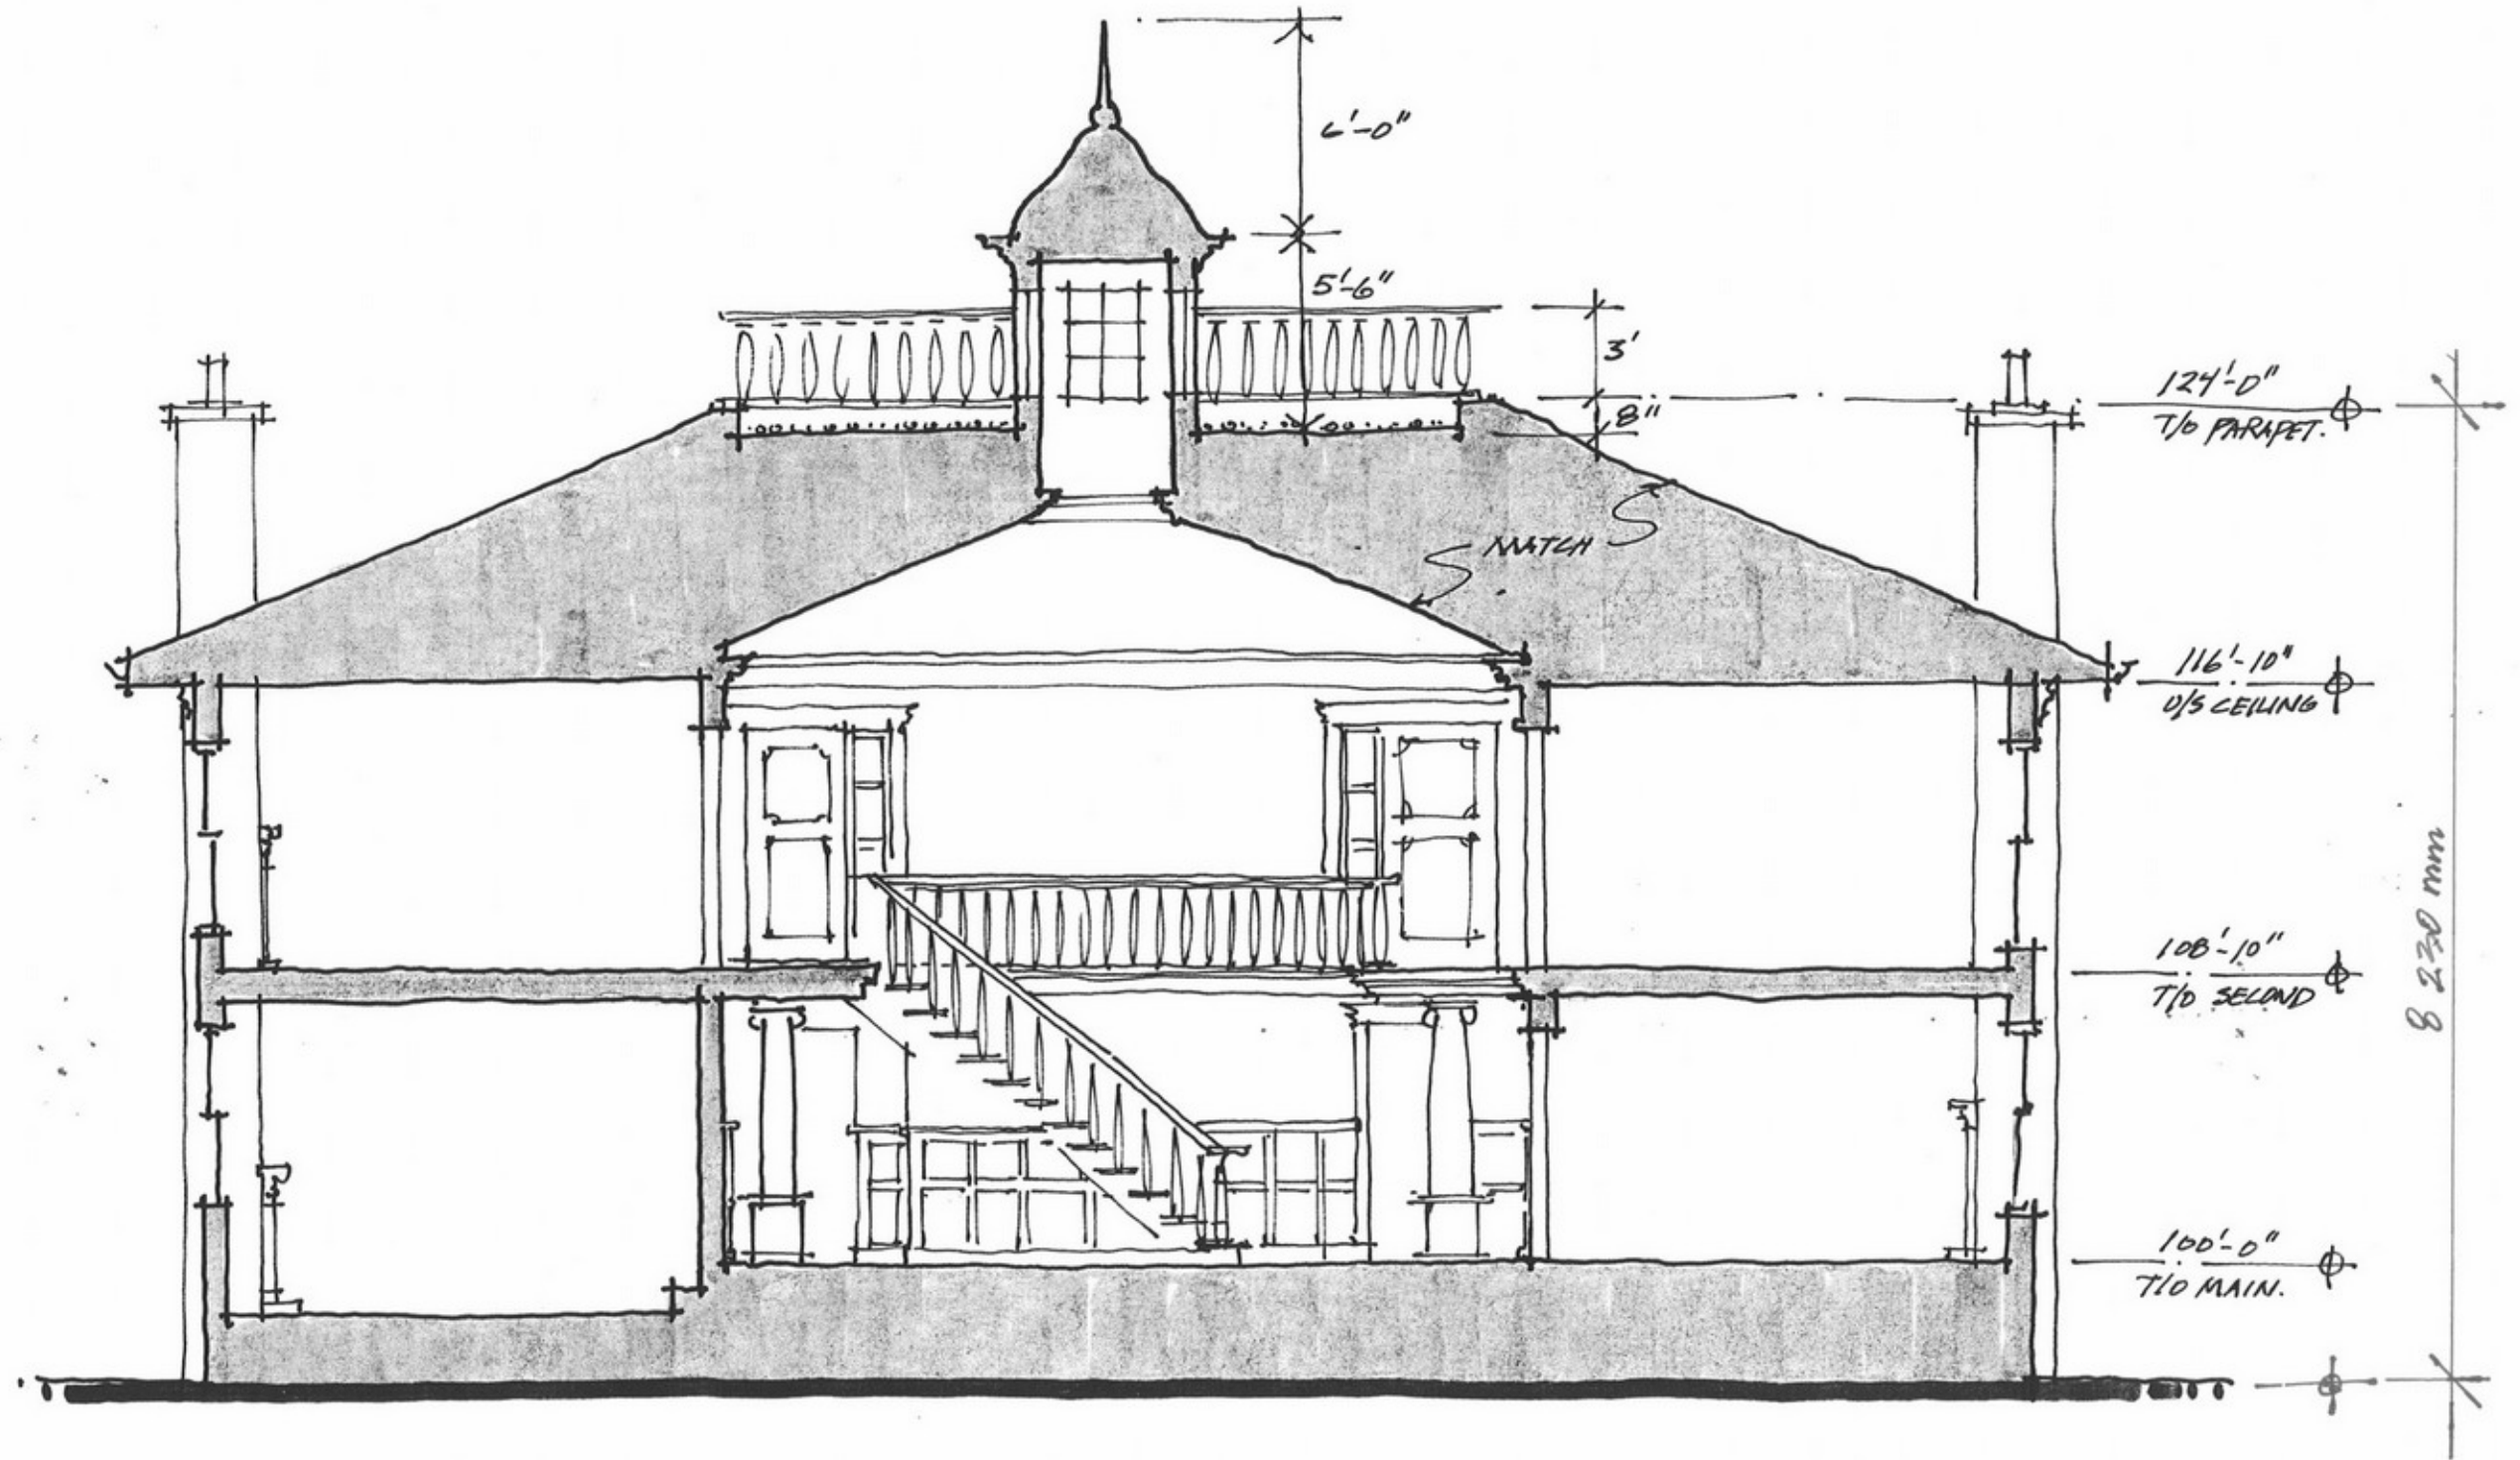 6'-0"
5'-6"
3'
8"
124'-0"
T/O PARAPET.
MATCH
116'-10"
U/S CEILING
108'-10"
T/O SECOND
8 230 mm
100'-0"
T/O MAIN.